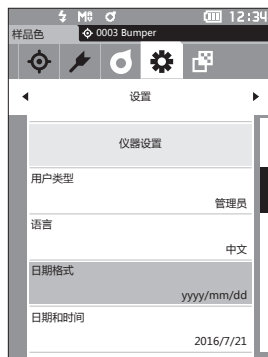 M 12:34
样品色 0003 Bumper
设置
仪器设置
用户类型
管理员
语言
中文
日期格式
yyyy/mm/dd
日期和时间
2016/7/21